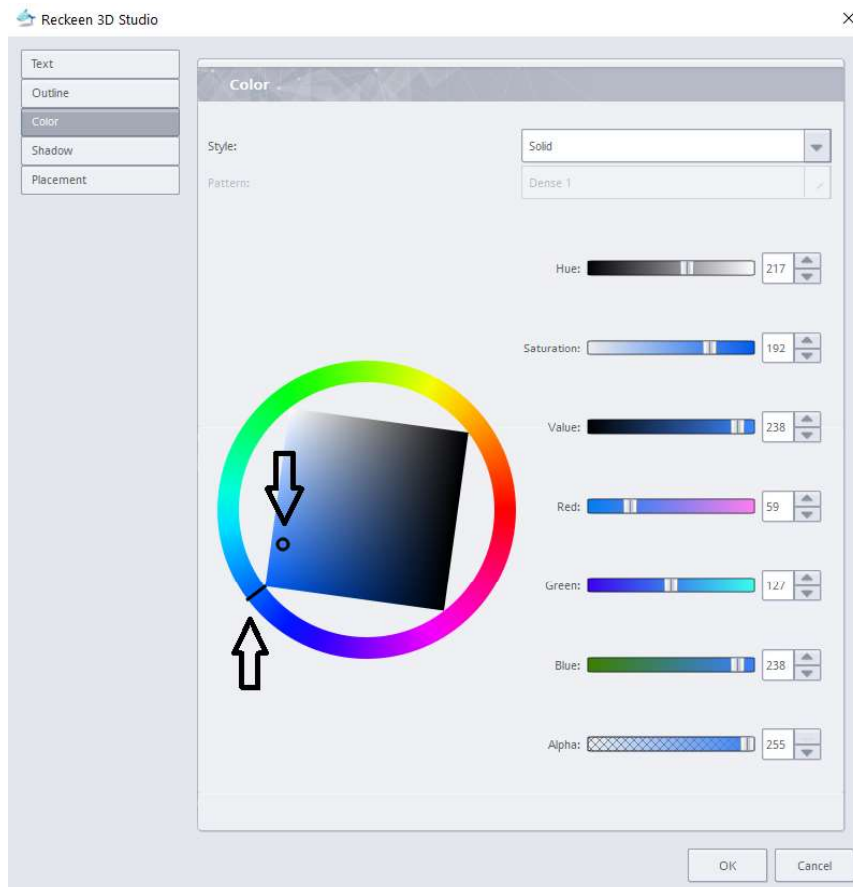 Reckeen 3D Studio
Text
Outline
Color
Shadow
Placement
Color
Style: Solid
Pattern: Dense 1
Hue: 217
Saturation: 192
Value: 238
Red: 59
Green: 127
Blue: 238
Alpha: 255
OK Cancel